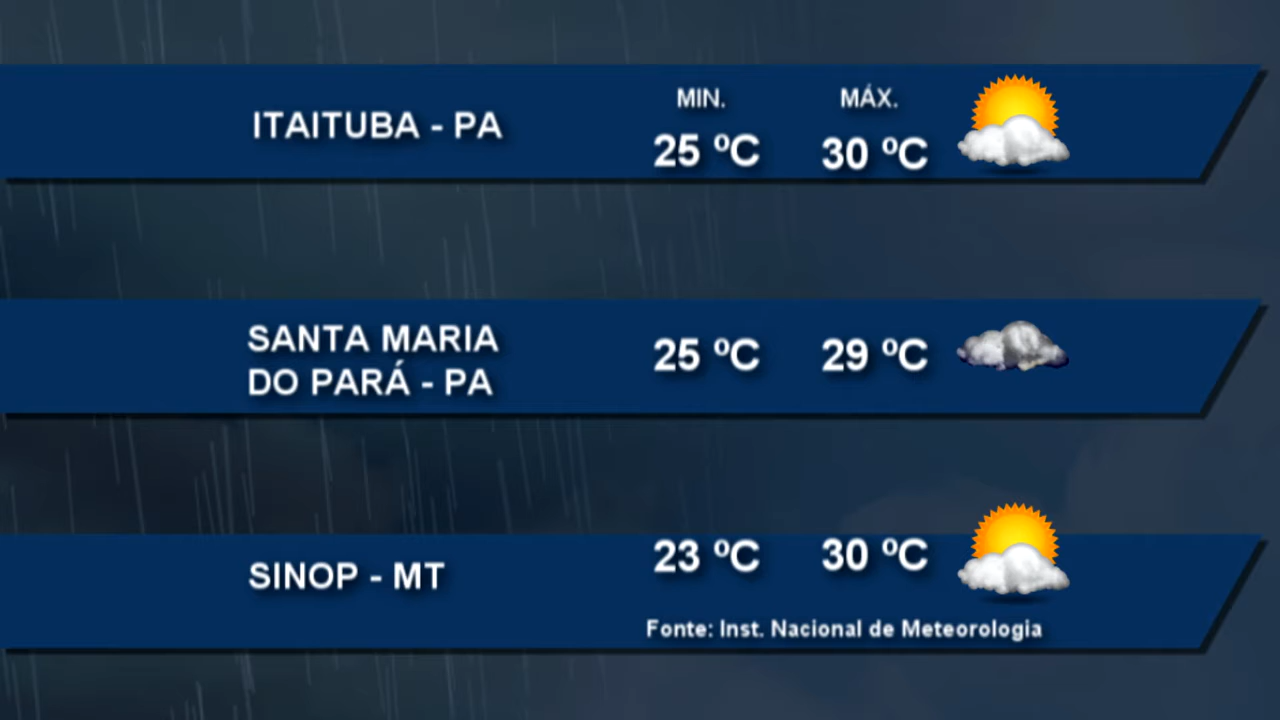 MIN. MÁX.
ITAITUBA - PA 25 ºC 30 ºC
SANTA MARIA
DO PARÁ - PA 25 ºC 29 ºC
SINOP - MT 23 ºC 30 ºC
Fonte: Inst. Nacional de Meteorologia